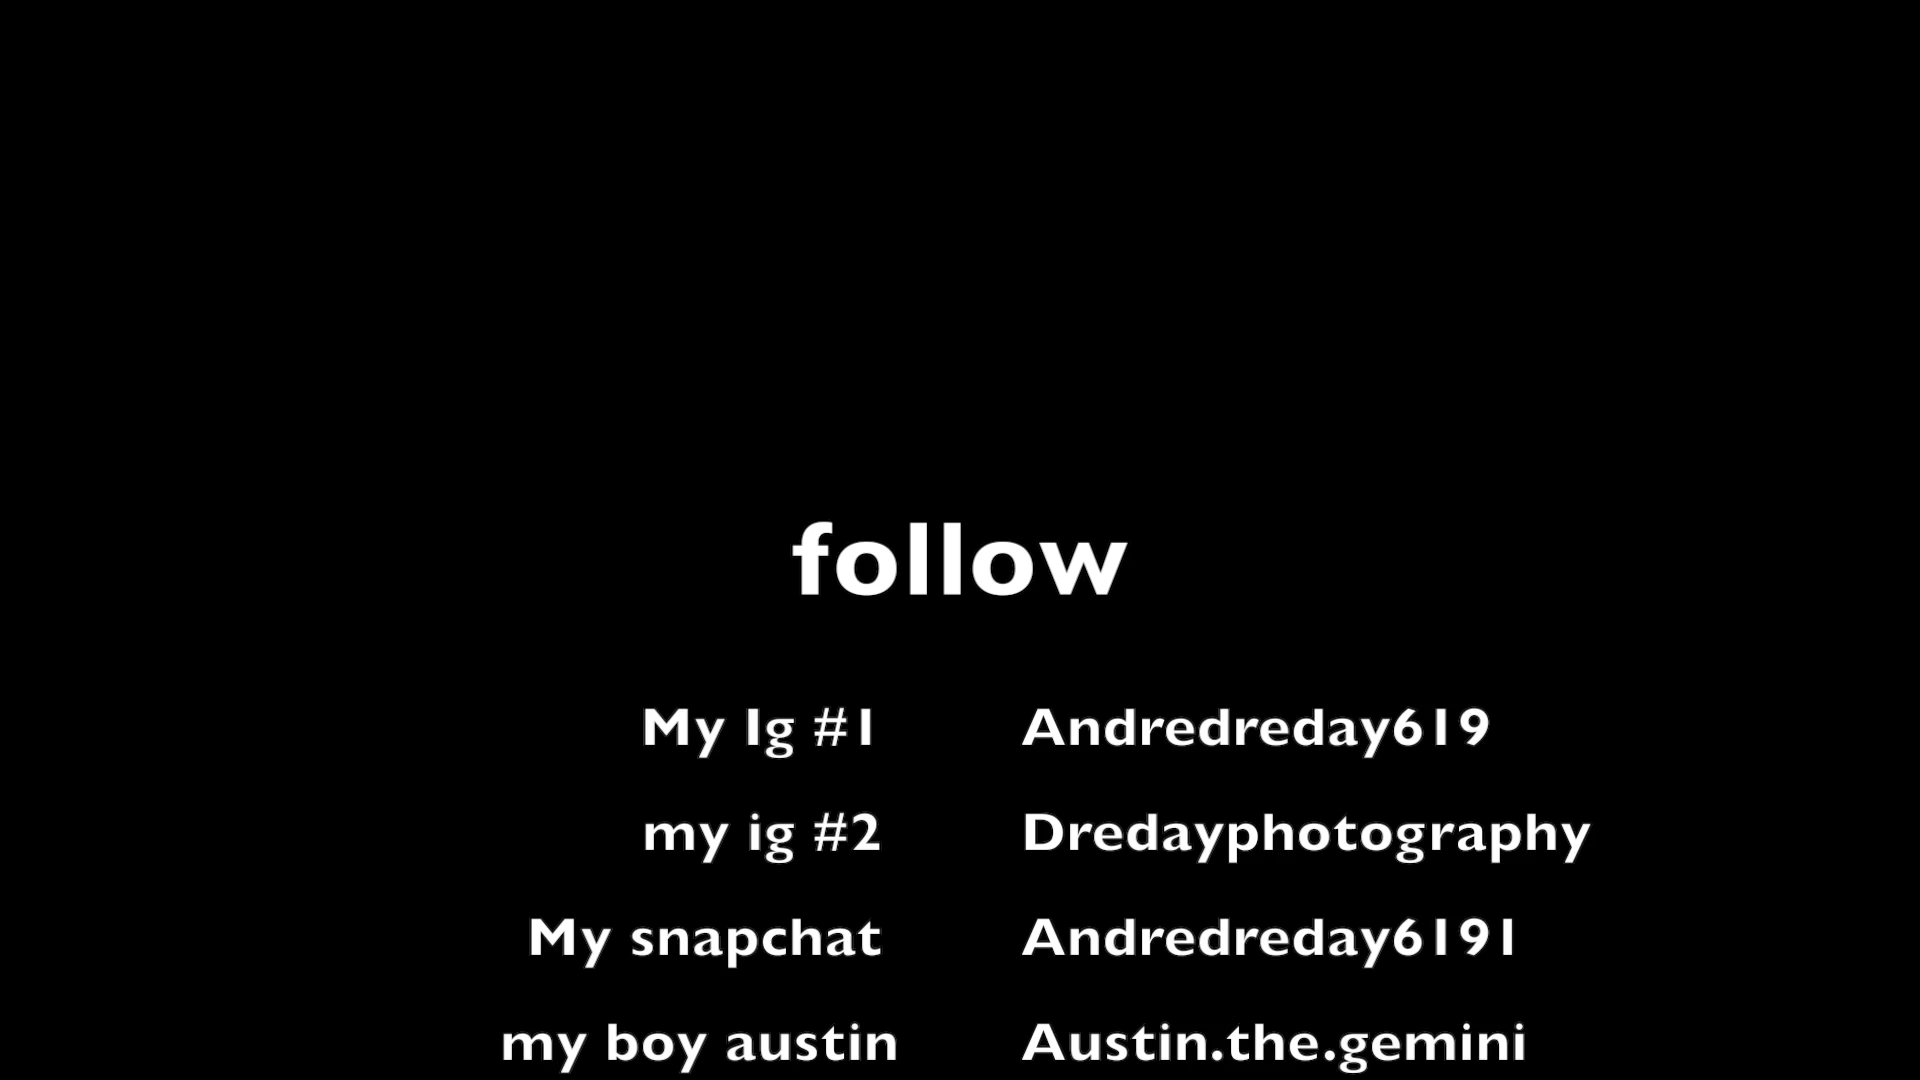 follow
My Ig #1 Andredreday619
my ig #2 Dredayphotography
My snapchat Andredreday6191
my boy austin Austin.the.gemini